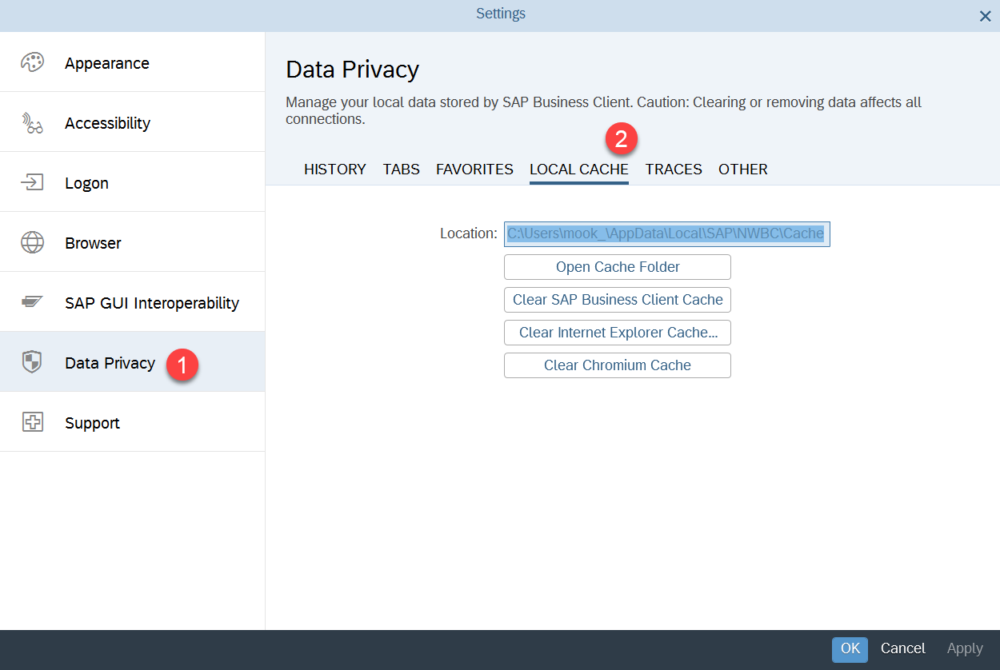 Settings
Appearance
Accessibility
Logon
Browser
SAP GUI Interoperability
Data Privacy
1
Support
Data Privacy
Manage your local data stored by SAP Business Client. Caution: Clearing or removing data affects all
connections.
2
HISTORY TABS FAVORITES LOCAL CACHE TRACES OTHER
Location: C:\Users\mook_\AppData\Local\SAP\NWBC\Cache
Open Cache Folder
Clear SAP Business Client Cache
Clear Internet Explorer Cache...
Clear Chromium Cache
OK Cancel Apply